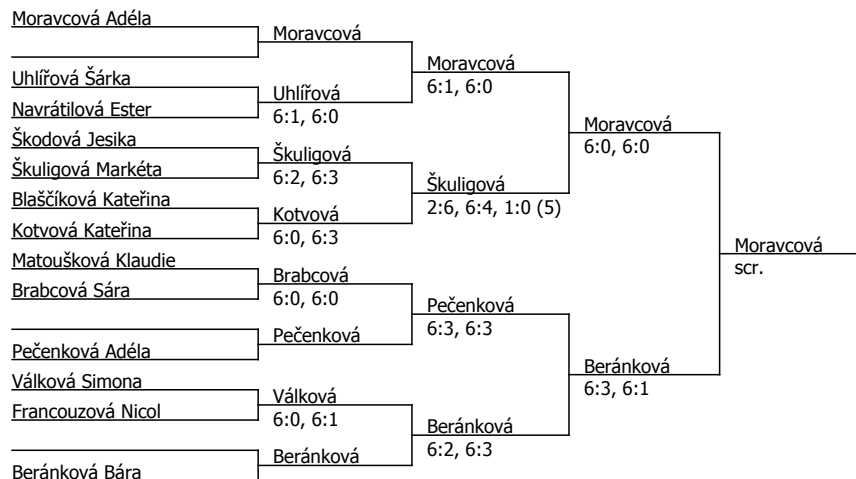 Moravcová Adéla
Uhlířová Šárka
Navrátilová Ester
Škodová Jesika
Škuligová Markéta
Blaščíková Kateřina
Kotvová Kateřina
Matoušková Klaudie
Brabcová Sára
Pečenková Adéla
Válková Simona
Francouzová Nicol
Beránková Bára
Moravcová
Uhlířová
6:1, 6:0
Škuligová
6:2, 6:3
Kotvová
6:0, 6:3
Brabcová
6:0, 6:0
Pečenková
Válková
6:0, 6:1
Beránková
Moravcová
6:1, 6:0
Škuligová
2:6, 6:4, 1:0 (5)
Pečenková
6:3, 6:3
Beránková
6:2, 6:3
Moravcová
6:0, 6:0
Beránková
6:3, 6:1
Moravcová
scr.